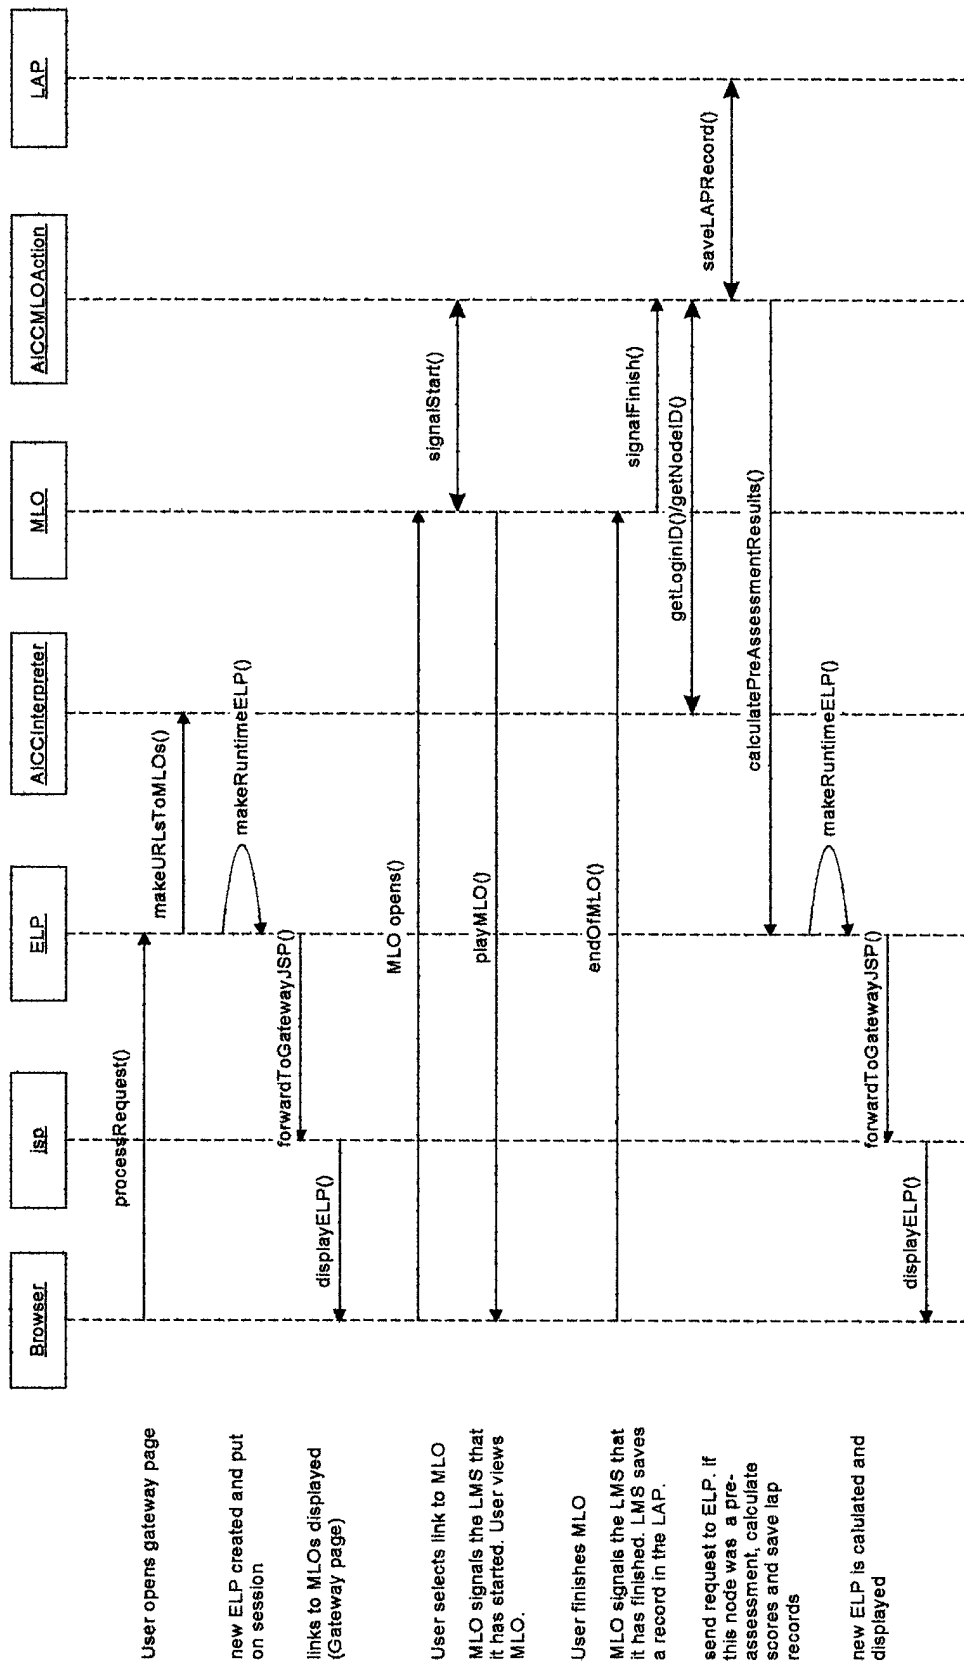 Browser
jsp
ELP
AICCInterpreter
MLO
AICCMLOAction
LAP
User opens gateway page
processRequest()
makeURLsToMLOs()
new ELP created and put
on session
makeRuntimeELP()
forwardToGatewayJSP()
links to MLOs displayed
(Gateway page)
displayELP()
User selects link to MLO
MLO opens()
MLO signals the LMS that
it has started. User views
MLO.
signalStart()
playMLO()
User finishes MLO
endOfMLO()
MLO signals the LMS that
it has finished. LMS saves
a record in the LAP.
signalFinish()
getLoginID()/getNodeID()
saveLAPRecord()
send request to ELP. if
this node was a pre-
assessment, calculate
scores and save lap
records
calculatePreAssessmentResults()
makeRuntimeELP()
new ELP is calulated and
displayed
forwardToGatewayJSP()
displayELP()